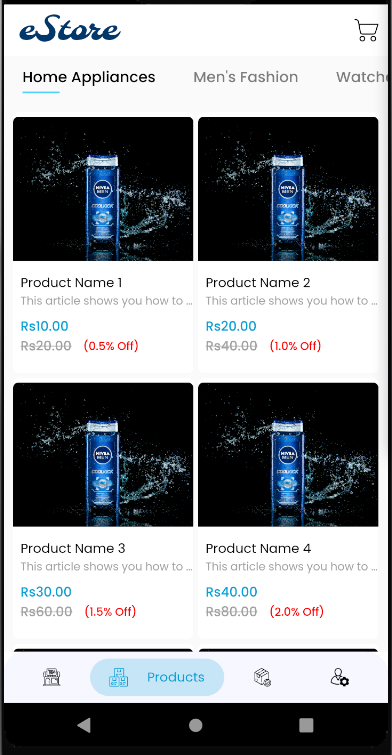 eStore
Home Appliances Men's Fashion Watche
NIVEA
MEN
NIVEA
MEN
Product Name 1
This article shows you how to ...
Rs10.00
Rs20.00 (0.5% Off)
Product Name 2
This article shows you how to ...
Rs20.00
Rs40.00 (1.0% Off)
NIVEA
MEN
NIVEA
MEN
Product Name 3
This article shows you how to ...
Rs30.00
Rs60.00 (1.5% Off)
Product Name 4
This article shows you how to ...
Rs40.00
Rs80.00 (2.0% Off)
Products